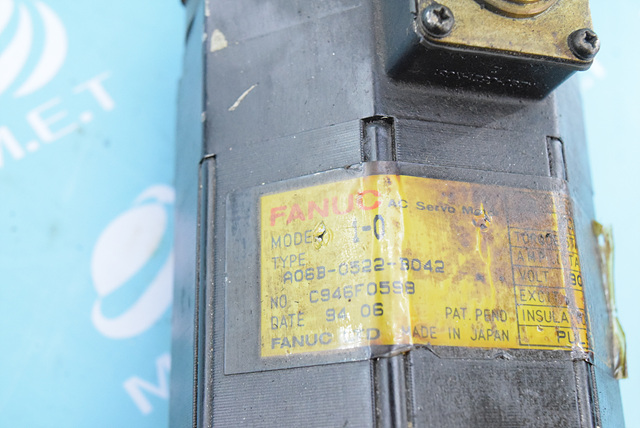 M.E.T
FANUC AC Servo Motor
MODEL 1-0
TYPE
A06B-0522-B042
NO. C946F0598
DATE 94.06
FANUC LTD MADE IN JAPAN
PAT. PEND
VOLT
INSULA